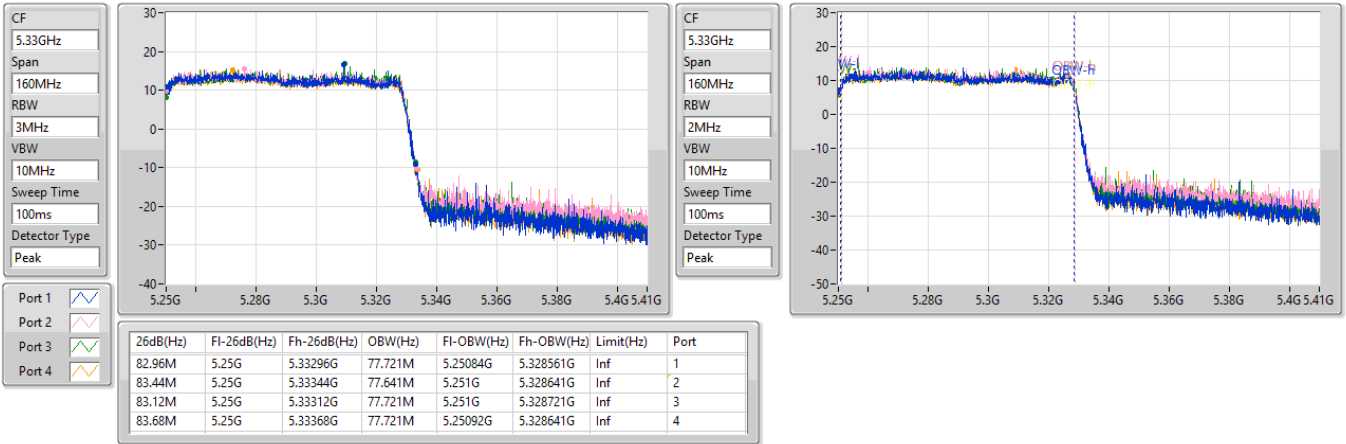 CF
5.33GHz
Span
160MHz
RBW
3MHz
VBW
10MHz
Sweep Time
100ms
Detector Type
Peak
30
20
10
0
-10
-20
-30
-40
5.25G 5.28G 5.3G 5.32G 5.34G 5.36G 5.38G 5.4G 5.41G
CF
5.33GHz
Span
160MHz
RBW
2MHz
VBW
10MHz
Sweep Time
100ms
Detector Type
Peak
30
20
10
0
-10
-20
-30
-40
-50
OBW-h
5.25G 5.28G 5.3G 5.32G 5.34G 5.36G 5.38G 5.4G 5.41G
Port 1
Port 2
Port 3
Port 4
26dB(Hz) Fl-26dB(Hz) Fh-26dB(Hz) OBW(Hz) Fl-OBW(Hz) Fh-OBW(Hz) Limit(Hz) Port
82.96M 5.25G 5.33296G 77.721M 5.25084G 5.328561G Inf 1
83.44M 5.25G 5.33344G 77.641M 5.251G 5.328641G Inf 2
83.12M 5.25G 5.33312G 77.721M 5.251G 5.328721G Inf 3
83.68M 5.25G 5.33368G 77.721M 5.25092G 5.328641G Inf 4